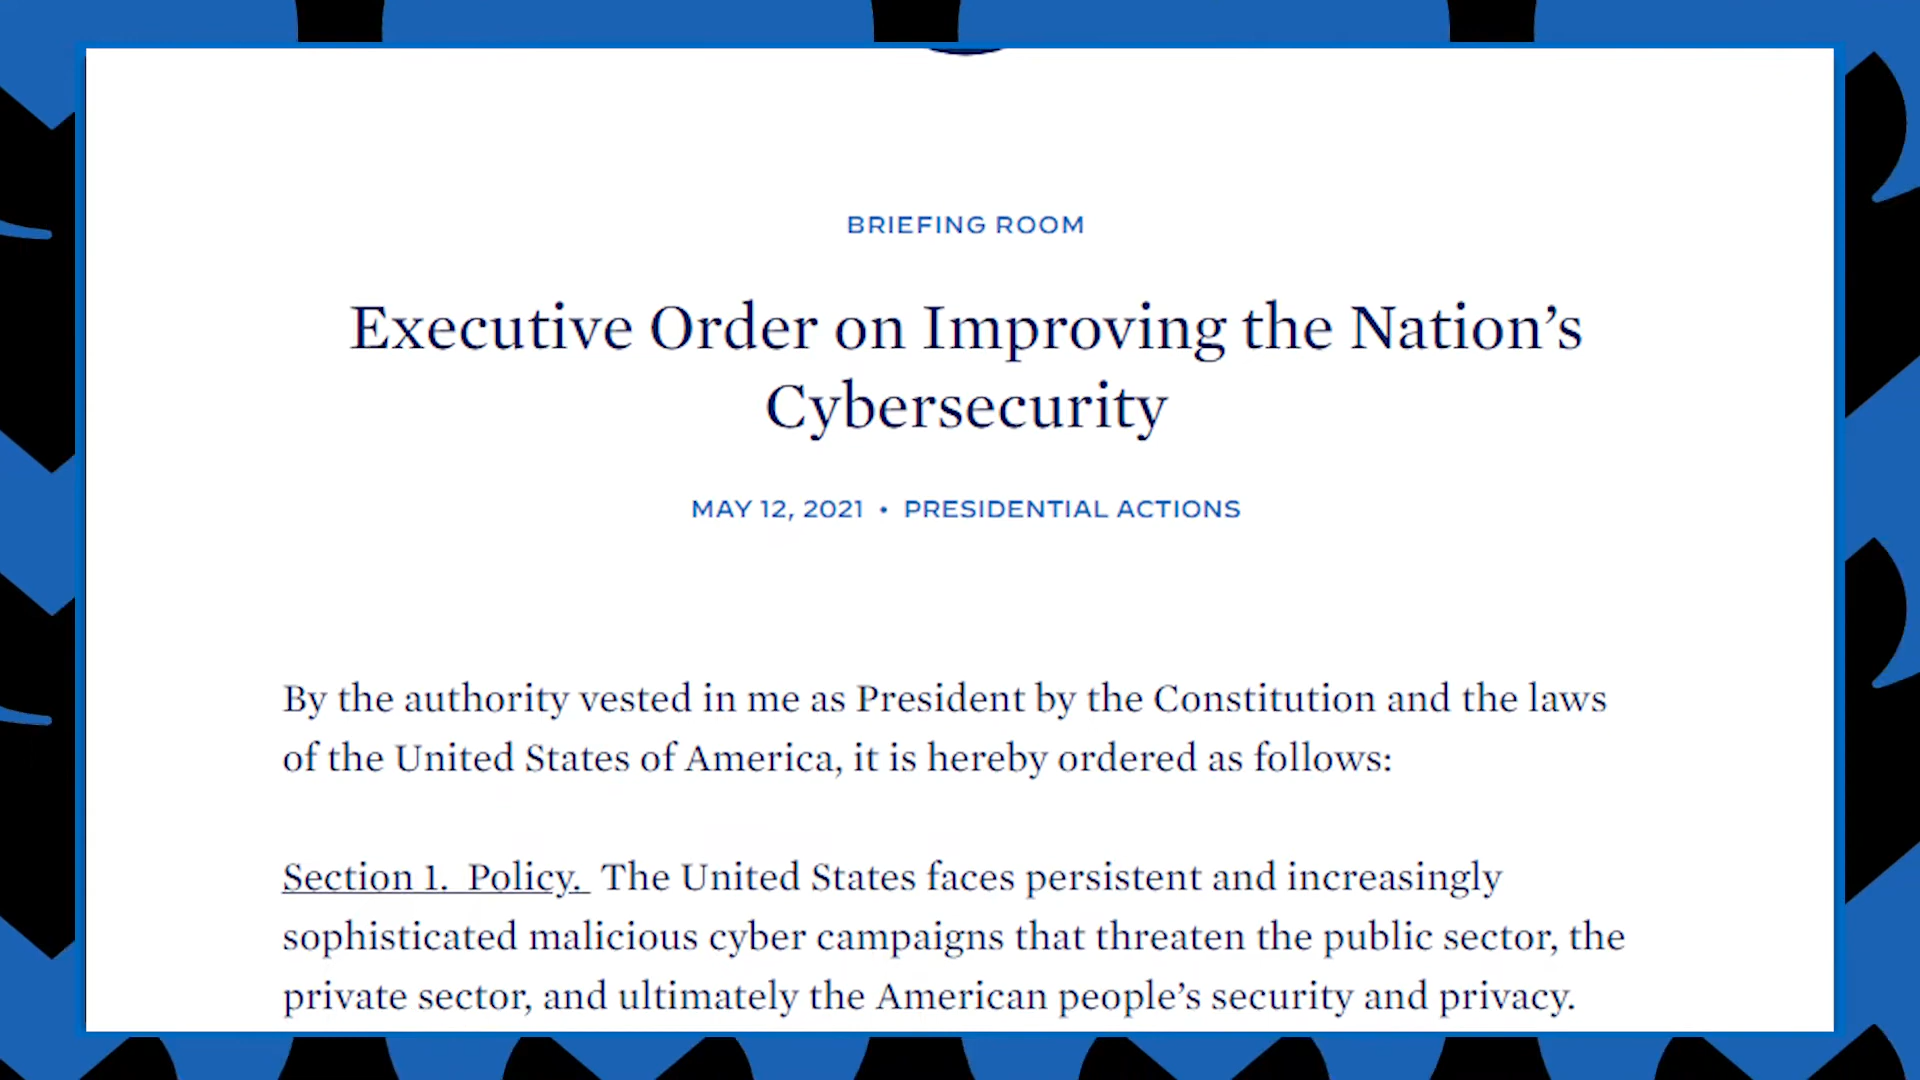 BRIEFING ROOM
Executive Order on Improving the Nation’s
Cybersecurity
MAY 12, 2021 • PRESIDENTIAL ACTIONS
By the authority vested in me as President by the Constitution and the laws
of the United States of America, it is hereby ordered as follows:
Section 1.  Policy.  The United States faces persistent and increasingly
sophisticated malicious cyber campaigns that threaten the public sector, the
private sector, and ultimately the American people’s security and privacy.